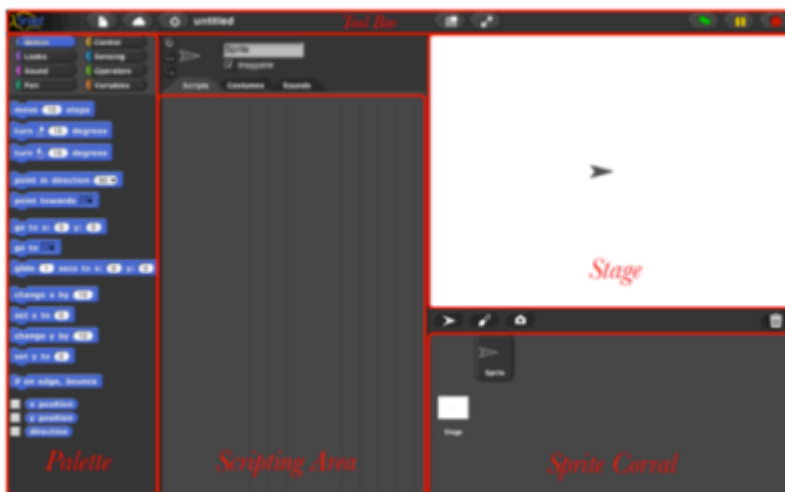 untitled
Tool Bar
Motion Control
Looks Sensing
Sound Operators
Pen Variables
Sprite
draggable
Scripts Costumes Sounds
move 10 steps
turn 15 degrees
turn 15 degrees
point in direction 90
point towards
go to x: 0 y: 0
go to
glide 1 secs to x: 0 y: 0
change x by 10
set x to 0
change y by 10
set y to 0
if on edge, bounce
x position
y position
direction
Palette
Scripting Area
Stage
Sprite
Stage
Sprite Corral